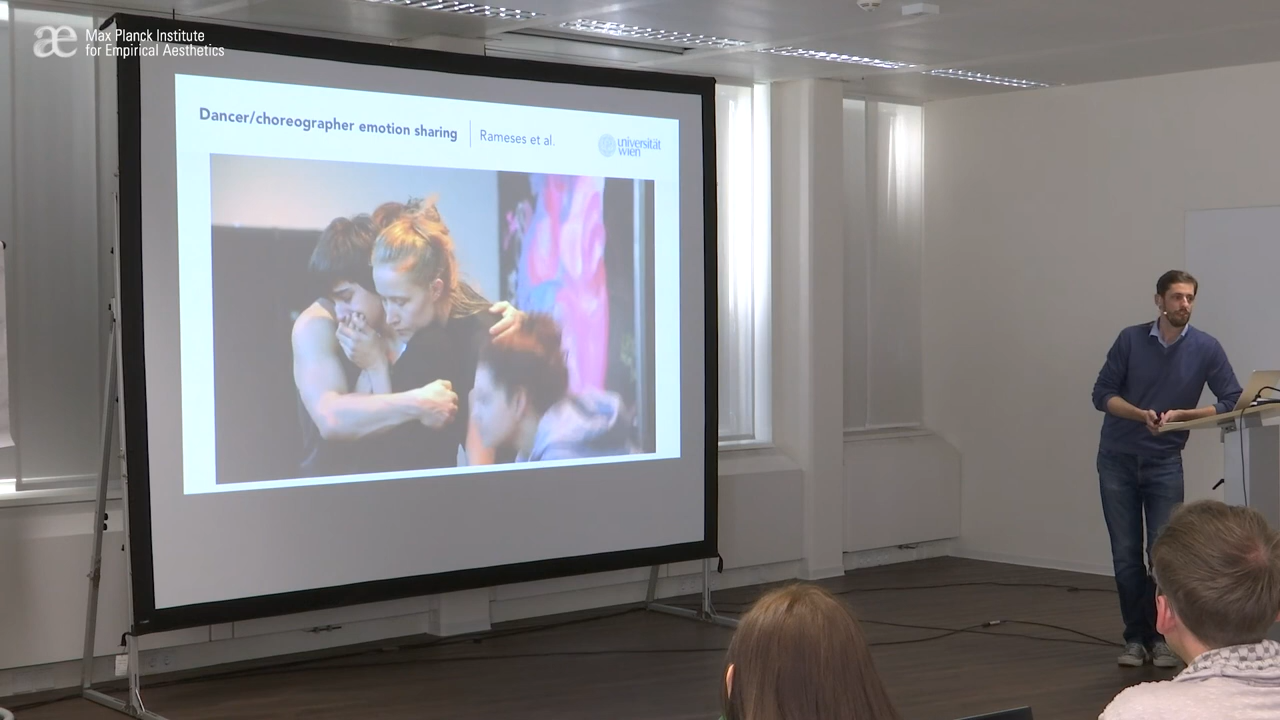 æ Max Planck Institute
for Empirical Aesthetics
Dancer/choreographer emotion sharing | Rameses et al.
universität
wien